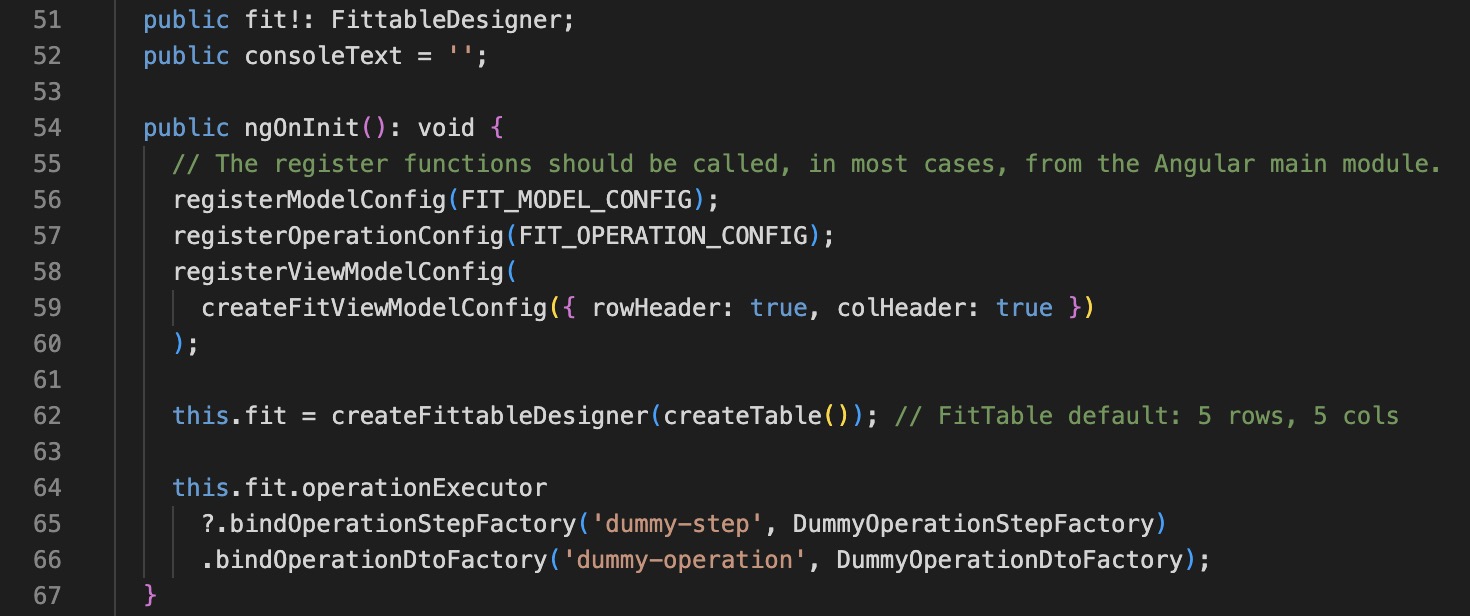 51 public fit!: FittableDesigner;
52 public consoleText = '';
53
54 public ngOnInit(): void {
55 // The register functions should be called, in most cases, from the Angular main module.
56 registerModelConfig(FIT_MODEL_CONFIG);
57 registerOperationConfig(FIT_OPERATION_CONFIG);
58 registerViewModelConfig(
59 createFitViewModelConfig({ rowHeader: true, colHeader: true })
60 );
61
62 this.fit = createFittableDesigner(createTable()); // FitTable default: 5 rows, 5 cols
63
64 this.fit.operationExecutor
65 ?.bindOperationStepFactory('dummy-step', DummyOperationStepFactory)
66 .bindOperationDtoFactory('dummy-operation', DummyOperationDtoFactory);
67 }